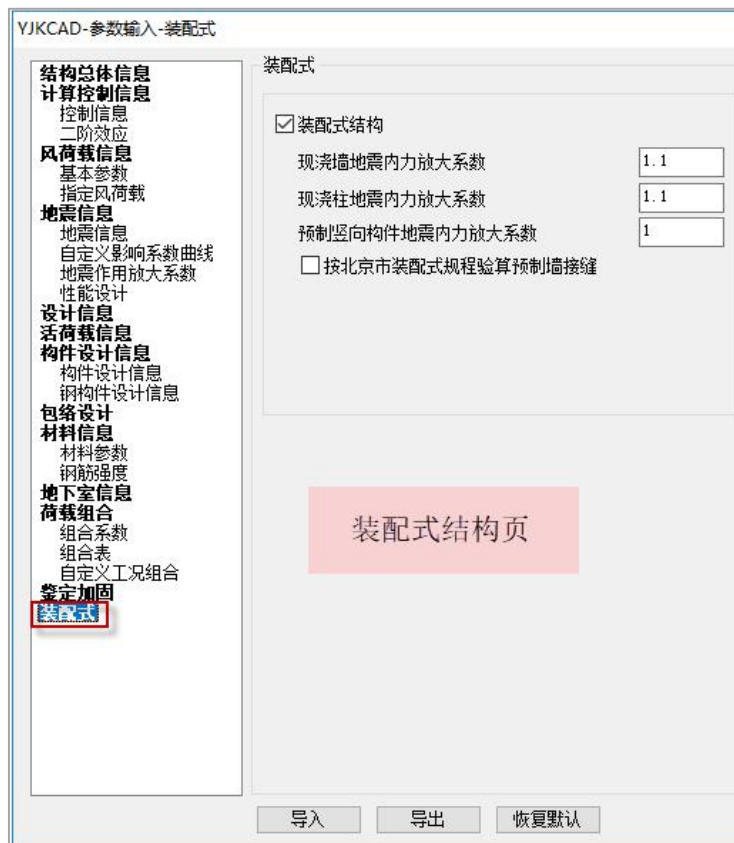 YJKCAD-参数输入-装配式
结构总体信息
计算控制信息
控制信息
二阶效应
风荷载信息
基本参数
指定风荷载
地震信息
地震信息
自定义影响系数曲线
地震作用放大系数
性能设计
设计信息
活荷载信息
构件设计信息
构件设计信息
钢构件设计信息
包络设计
材料信息
材料参数
钢筋强度
地下室信息
荷载组合
组合系数
组合表
自定义工况组合
鉴定加固
装配式
装配式
装配式结构
现浇墙地震内力放大系数 1.1
现浇柱地震内力放大系数 1.1
预制竖向构件地震内力放大系数 1
按北京市装配式规程验算预制墙接缝
装配式结构页
导入 导出 恢复默认